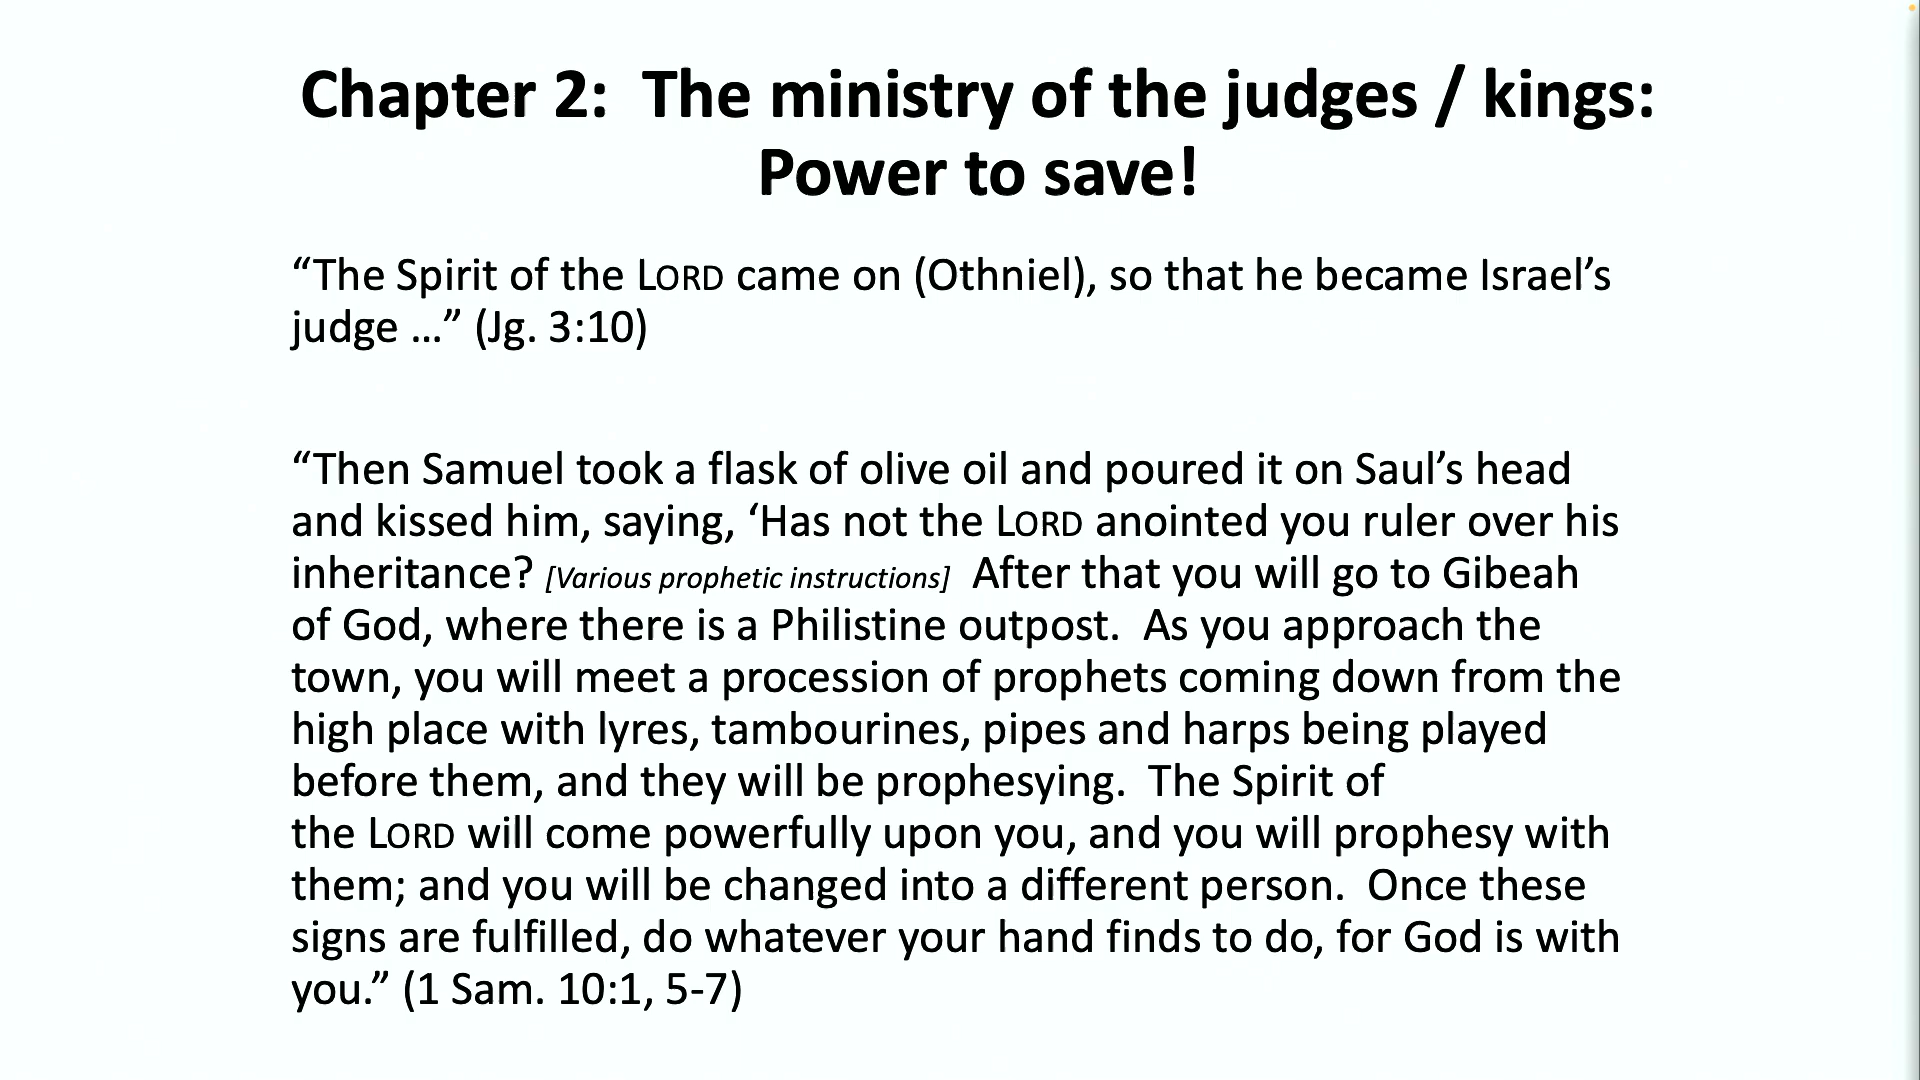 Chapter 2:  The ministry of the judges / kings:
Power to save!
“The Spirit of the LORD came on (Othniel), so that he became Israel’s
judge …” (Jg. 3:10)
“Then Samuel took a flask of olive oil and poured it on Saul’s head
and kissed him, saying, ‘Has not the LORD anointed you ruler over his
inheritance? [Various prophetic instructions]  After that you will go to Gibeah
of God, where there is a Philistine outpost.  As you approach the
town, you will meet a procession of prophets coming down from the
high place with lyres, tambourines, pipes and harps being played
before them, and they will be prophesying.  The Spirit of
the LORD will come powerfully upon you, and you will prophesy with
them; and you will be changed into a different person.  Once these
signs are fulfilled, do whatever your hand finds to do, for God is with
you.” (1 Sam. 10:1, 5-7)